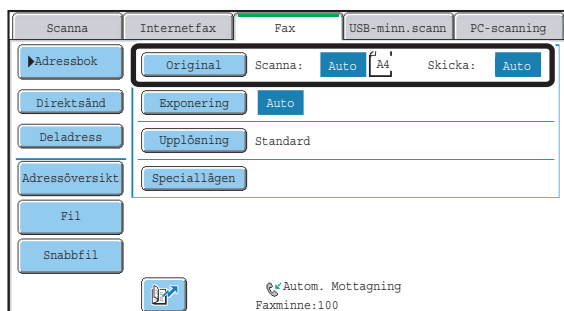 Scanna Internetfax Fax USB-minn.scann PC-scanning
Adressbok Original Scanna: Auto A4 Skicka: Auto
Direktsänd Exponering Auto
Deladress Upplösning Standard
Adressöversikt Speciallägen
Fil
Snabbfil
Autom. Mottagning
Faxminne:100